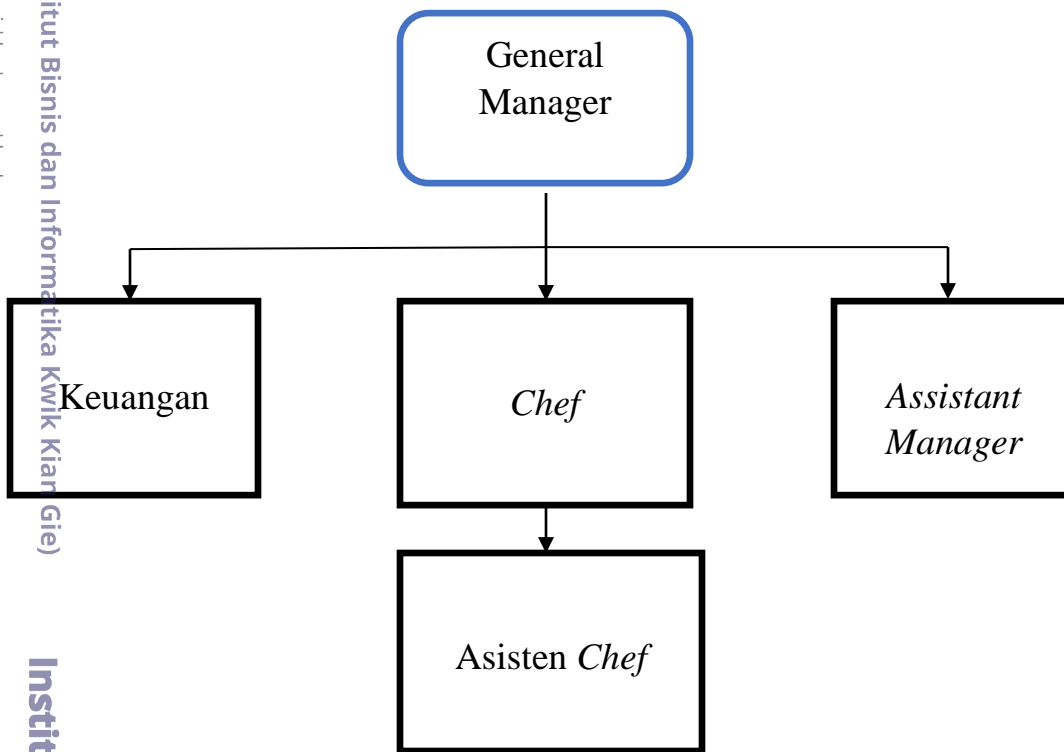 General
Manager
Keuangan
Chef
Assistant
Manager
Asisten Chef
itut Bisnis dan Informatika Kwik Kian Gie)
Instit